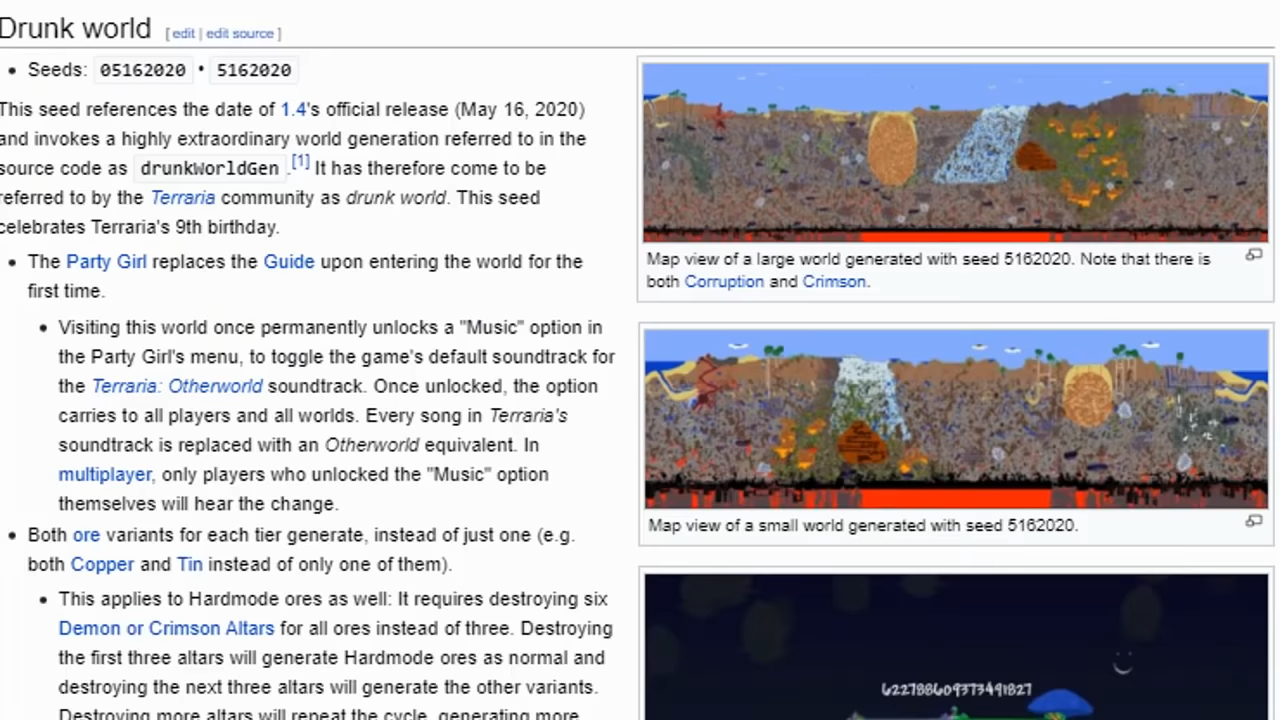 Drunk world [ edit | edit source ]
• Seeds: 05162020 • 5162020
This seed references the date of 1.4's official release (May 16, 2020)
and invokes a highly extraordinary world generation referred to in the
source code as drunkWorldGen .[1] It has therefore come to be
referred to by the Terraria community as drunk world. This seed
celebrates Terraria's 9th birthday.
• The Party Girl replaces the Guide upon entering the world for the
first time.
• Visiting this world once permanently unlocks a "Music" option in
the Party Girl's menu, to toggle the game's default soundtrack for
the Terraria: Otherworld soundtrack. Once unlocked, the option
carries to all players and all worlds. Every song in Terraria's
soundtrack is replaced with an Otherworld equivalent. In
multiplayer, only players who unlocked the "Music" option
themselves will hear the change.
• Both ore variants for each tier generate, instead of just one (e.g.
both Copper and Tin instead of only one of them).
• This applies to Hardmode ores as well: It requires destroying six
Demon or Crimson Altars for all ores instead of three. Destroying
the first three altars will generate Hardmode ores as normal and
destroying the next three altars will generate the other variants.
Destroying more altars will repeat the cycle, generating more
Map view of a large world generated with seed 5162020. Note that there is
both Corruption and Crimson.
Map view of a small world generated with seed 5162020.
6227886093773491827